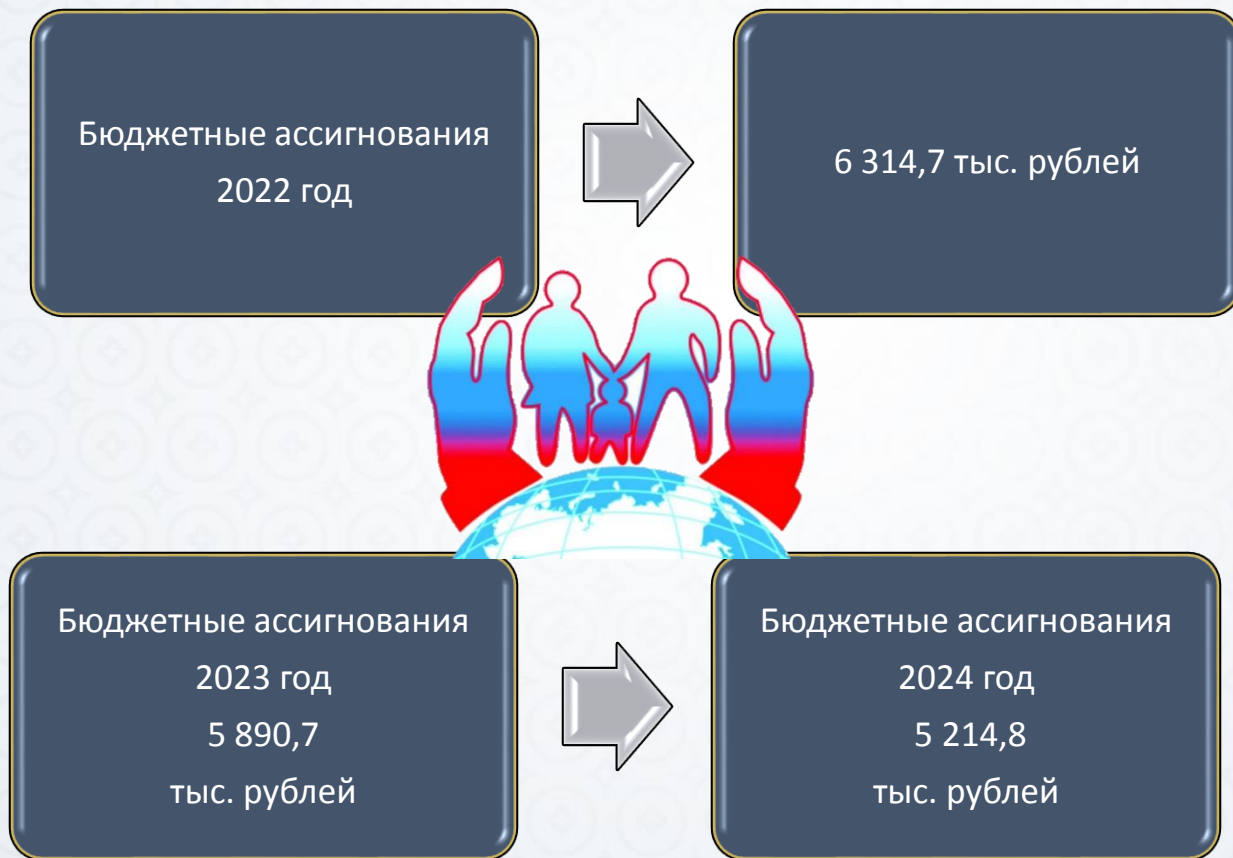 Бюджетные ассигнования
2022 год
6 314,7 тыс. рублей
Бюджетные ассигнования
2023 год
5 890,7
тыс. рублей
Бюджетные ассигнования
2024 год
5 214,8
тыс. рублей